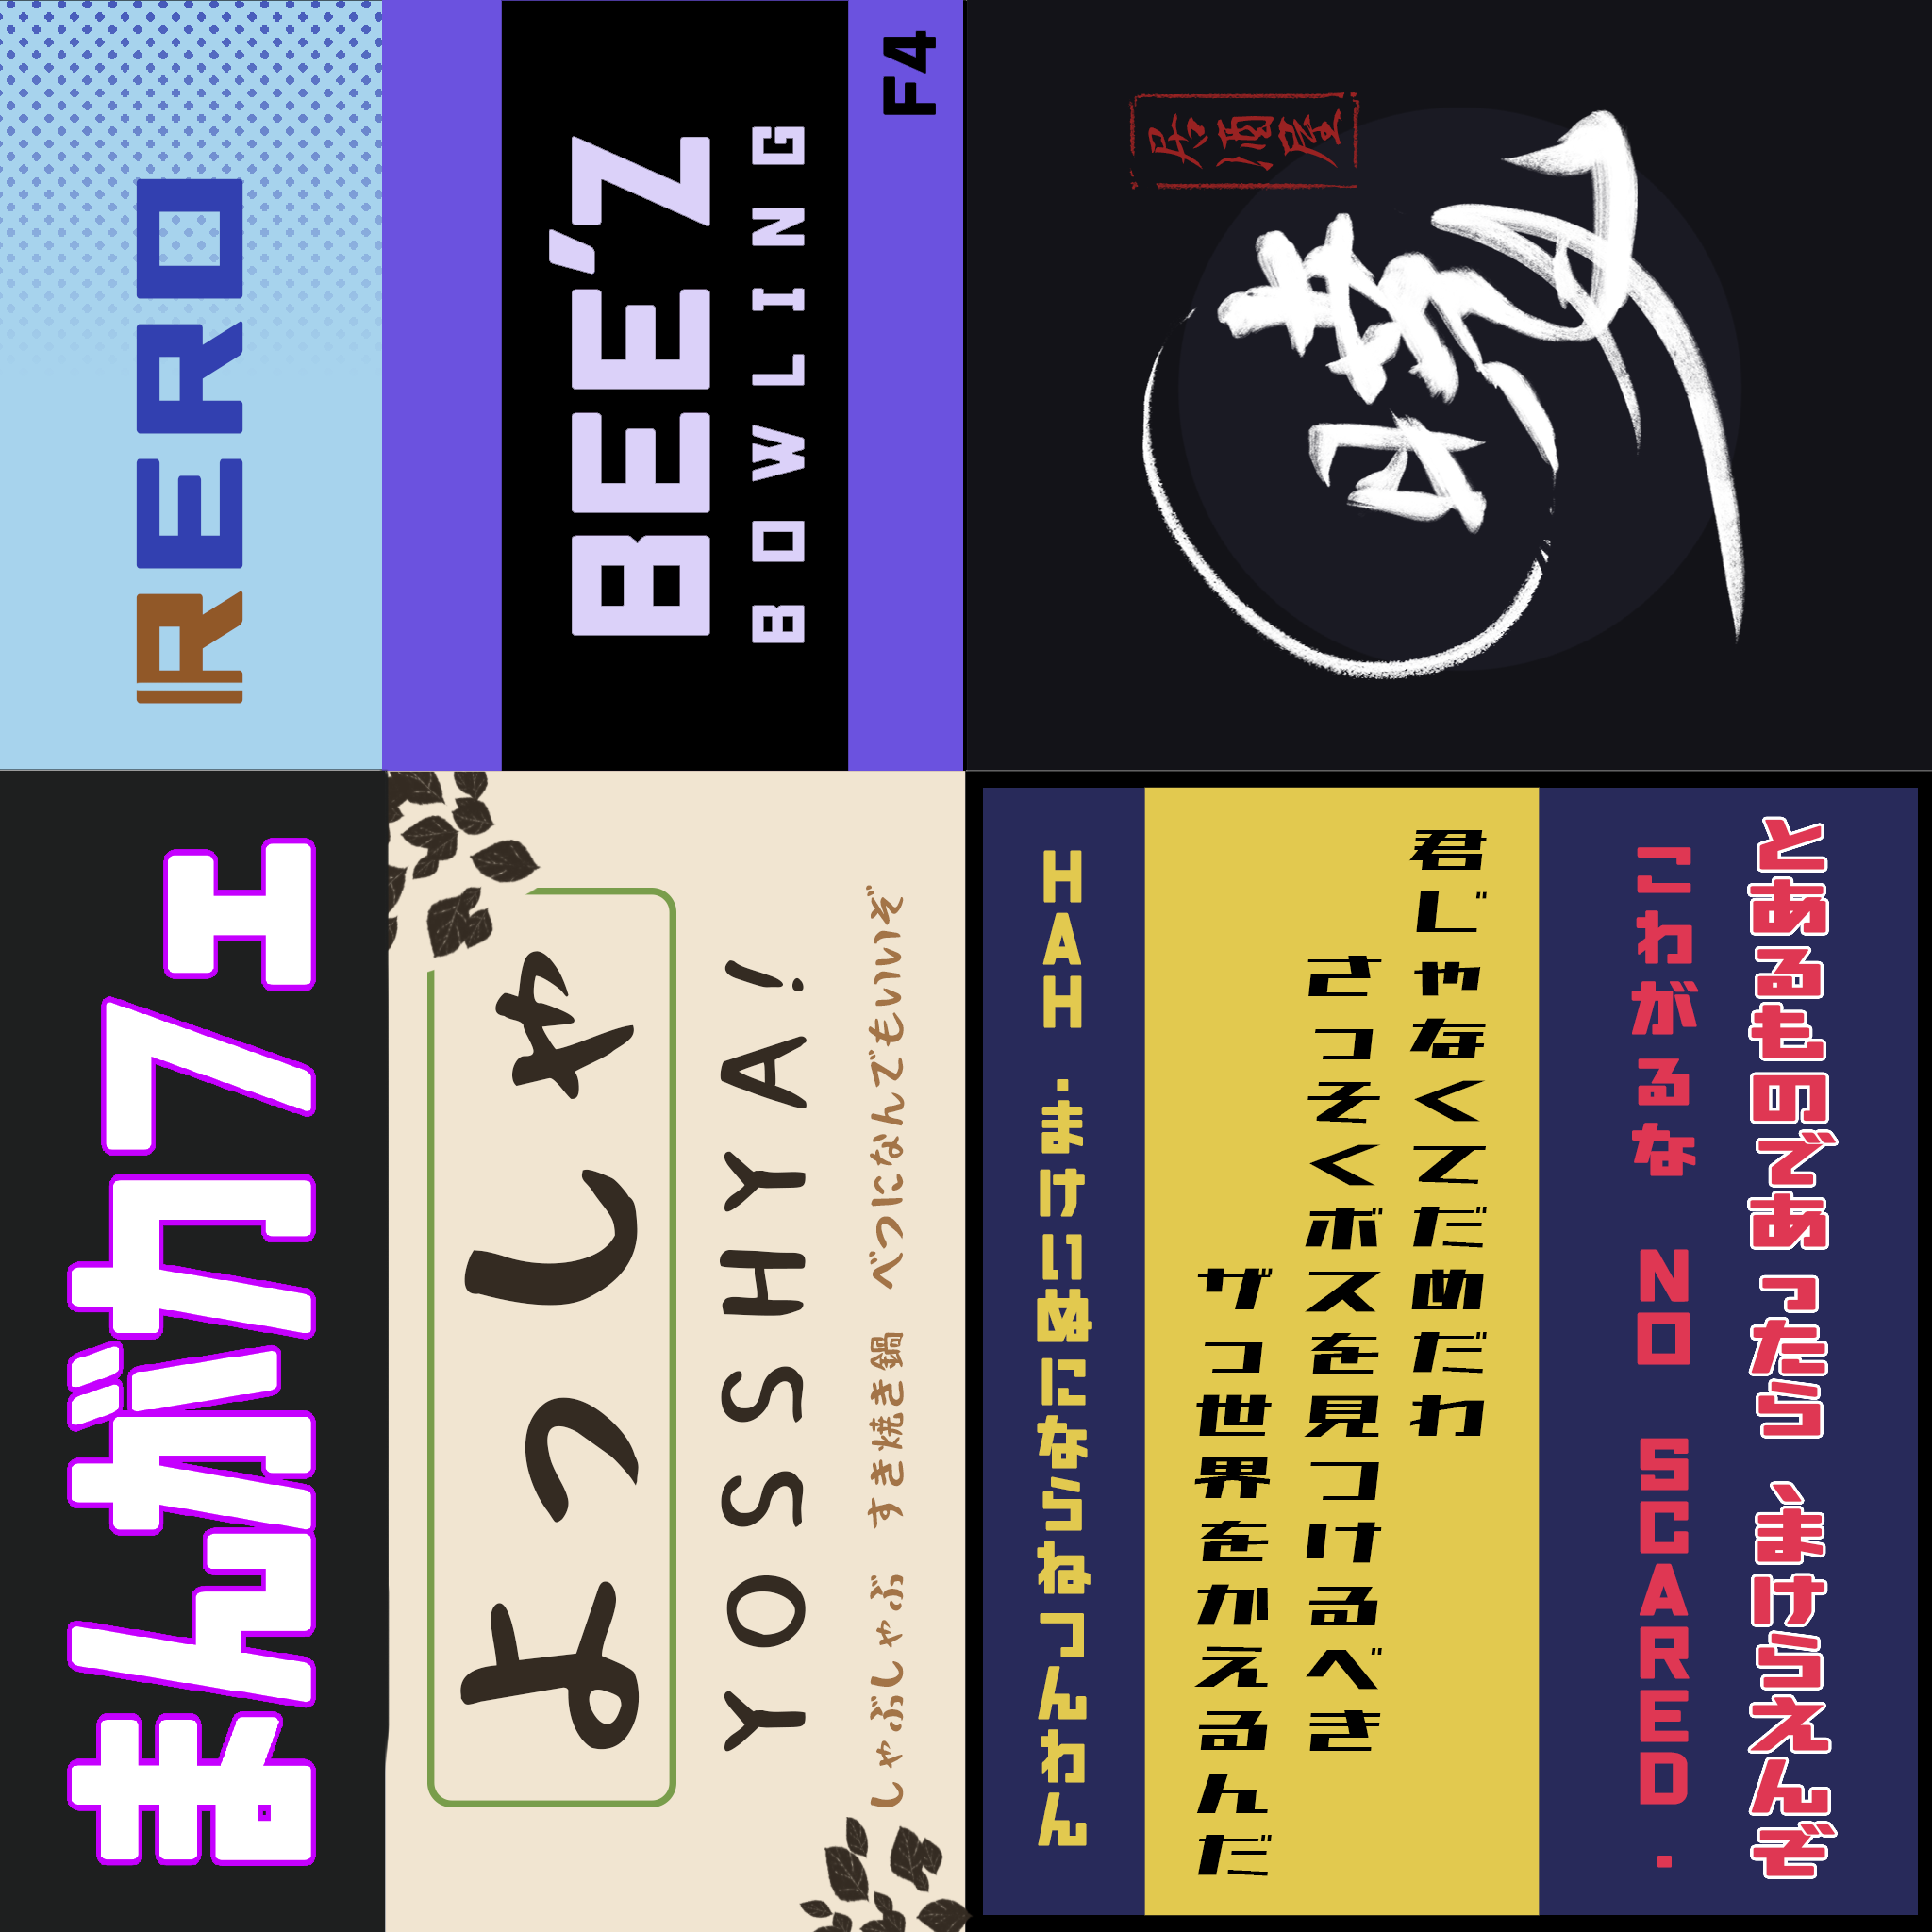 RERO
BEE'Z
BOWLING
F4
まんがカフェ
よっしゃ
YOSSHYA!
しゃぶしゃぶ すき焼き鍋 べつになんでもいいぞ
とあるものであったら、まけらえんぞ
こわがるな NO SCARED.
君じゃなくてだめだわ
さっそくボスを見つけるべき
ザっ世界をかえるんだ
HAH.まけいぬにならねっんわん